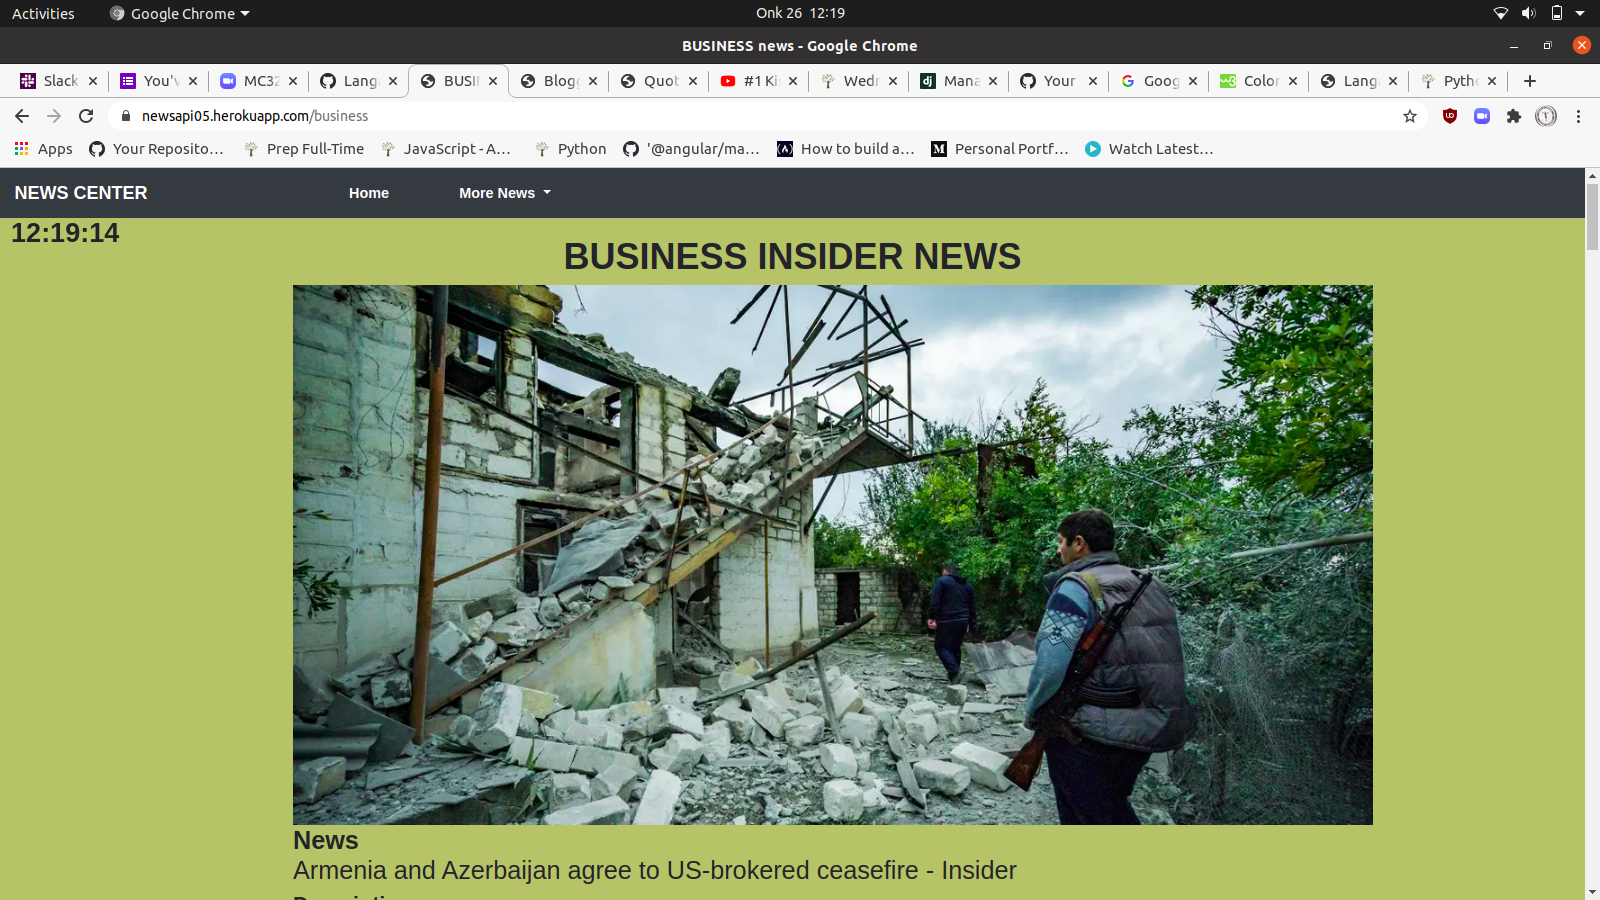 Activities Google Chrome Onk 26 12:19
BUSINESS news - Google Chrome
Slack You'v MC32 Lang BUSI Blogg Quot #1 Ki Wedr Mana Your Goog Color Lang Pytho
newsapi05.herokuapp.com/business
Apps Your Reposito… Prep Full-Time JavaScript - A… Python '@angular/ma… How to build a… Personal Portf… Watch Latest…
NEWS CENTER Home More News
12:19:14
BUSINESS INSIDER NEWS
News
Armenia and Azerbaijan agree to US-brokered ceasefire - Insider